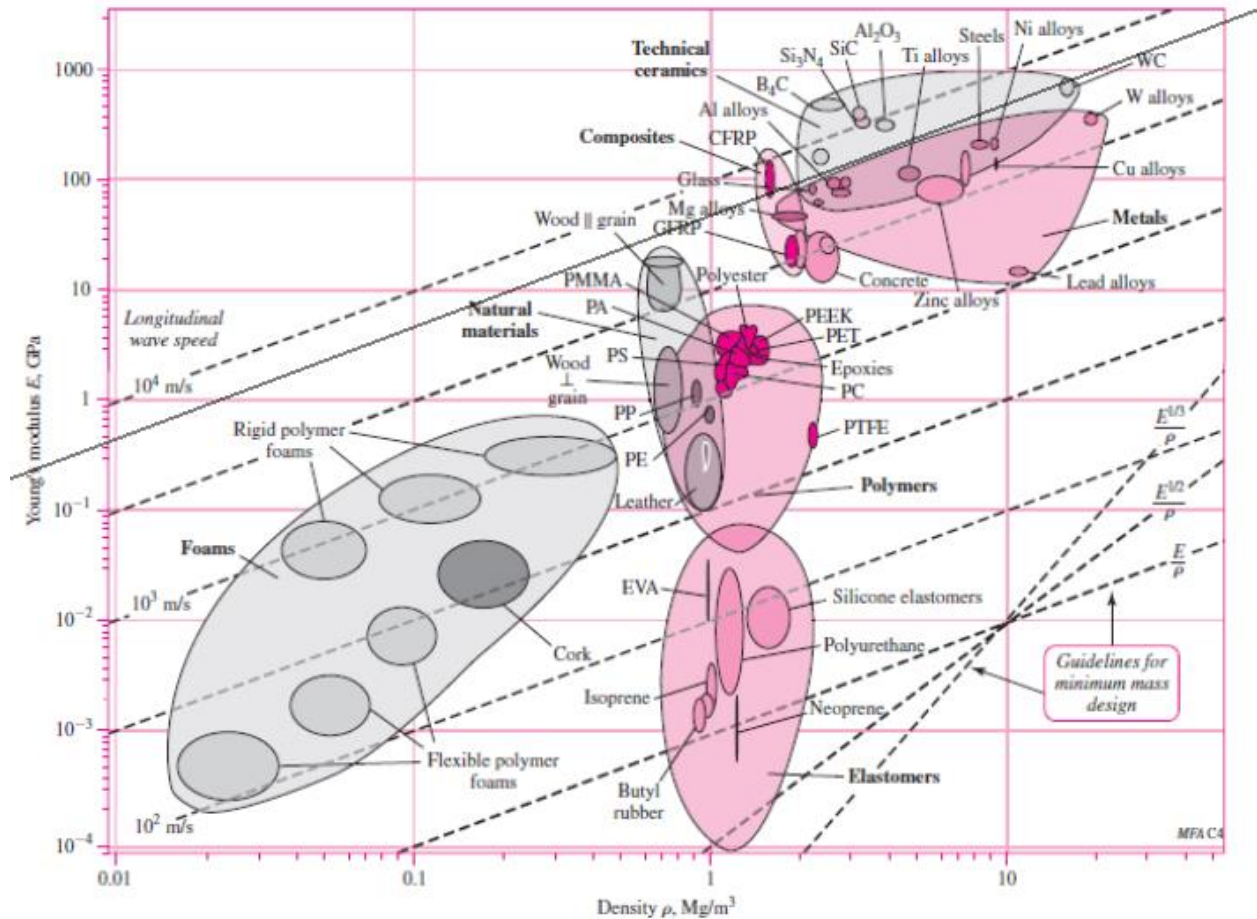 Technical
ceramics
Composites
Natural
materials
Foams
Metals
Polymers
Elastomers
Si3N4
SiC
Al2O3
Steels
Ni alloys
Ti alloys
WC
B4C
Al alloys
W alloys
CFRP
Cu alloys
Glass
Mg alloys
GFRP
Wood || grain
Polyester
Concrete
Zinc alloys
Lead alloys
PMMA
PA
PEEK
PET
PS
Epoxies
PC
Wood
⊥
grain
PP
PTFE
PE
Leather
Rigid polymer
foams
Longitudinal
wave speed
10⁴ m/s
10³ m/s
10² m/s
EVA
Silicone elastomers
Cork
Polyurethane
Isoprene
Neoprene
Flexible polymer
foams
Butyl
rubber
E^1/3
ρ
E^1/2
ρ
E
ρ
Guidelines for
minimum mass
design
MFA C4
Young's modulus E, GPa
1000
100
10
1
10⁻¹
10⁻²
10⁻³
10⁻⁴
0.01
0.1
1
10
Density ρ, Mg/m³